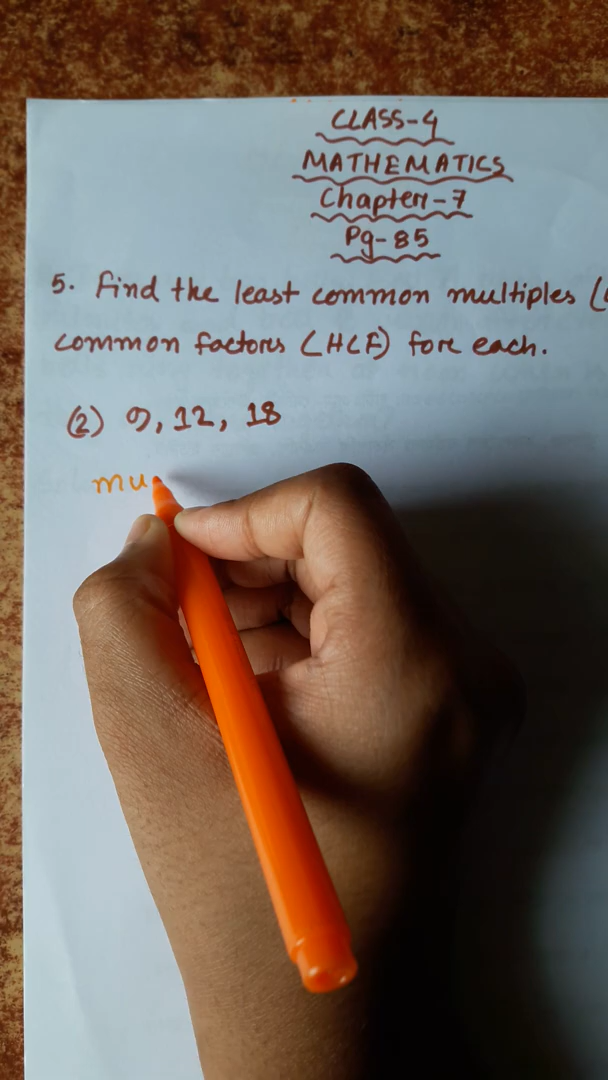 CLASS-4
MATHEMATICS
Chapter-7
Pg-85
5. Find the least common multiples (
common factors (HCF) for each.
(2) 9, 12, 18
mu